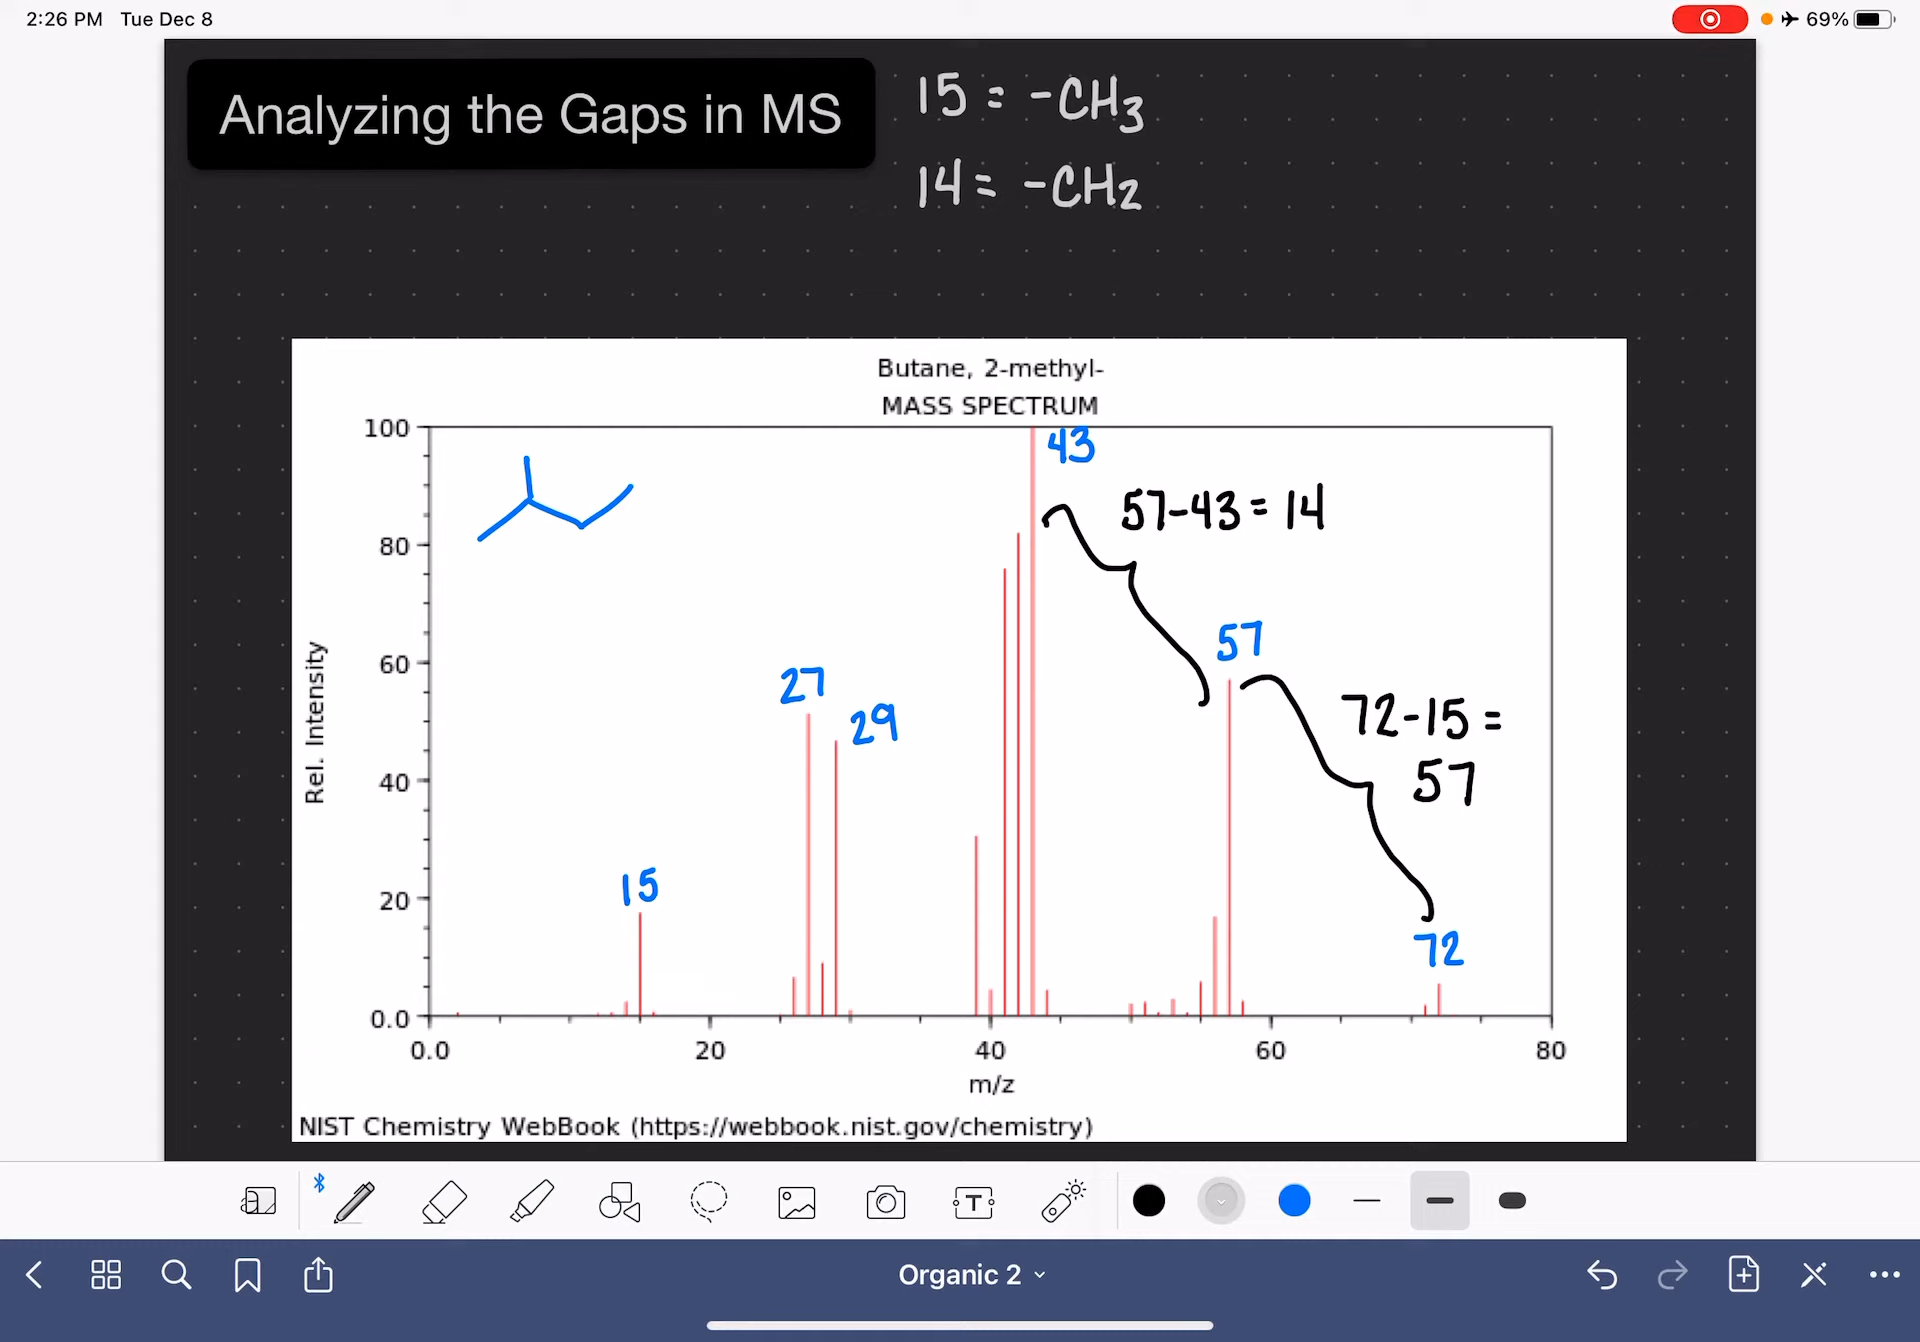 2:26 PM Tue Dec 8
69%
Analyzing the Gaps in MS
15 = -CH3
14 = -CH2
Butane, 2-methyl-
MASS SPECTRUM
100
43
57-43 = 14
80
57
60
27
29
72-15 =
57
Rel. Intensity
40
15
20
72
0.0
0.0 20 40 60 80
m/z
NIST Chemistry WebBook (https://webbook.nist.gov/chemistry)
T
Organic 2